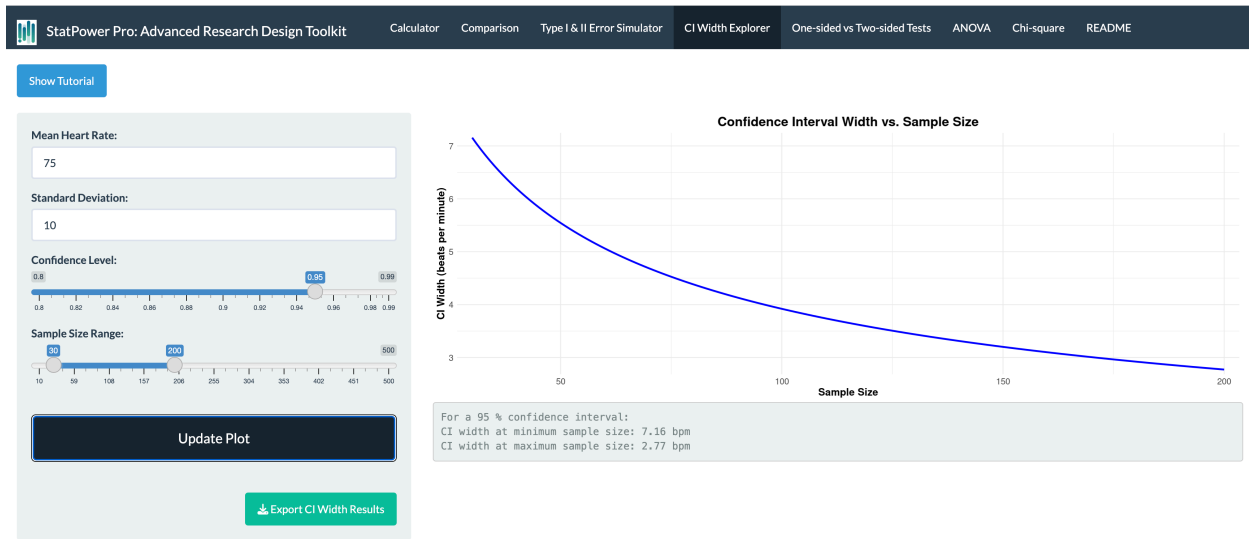 StatPower Pro: Advanced Research Design Toolkit
Calculator Comparison Type I & II Error Simulator CI Width Explorer One-sided vs Two-sided Tests ANOVA Chi-square README
Show Tutorial
Mean Heart Rate:
75
Standard Deviation:
10
Confidence Level:
0.8 0.95 0.99
0.8 0.82 0.84 0.86 0.88 0.9 0.92 0.94 0.96 0.98 0.99
Sample Size Range:
30 200 500
10 59 108 157 206 255 304 353 402 451 500
Update Plot
Export CI Width Results
Confidence Interval Width vs. Sample Size
CI Width (beats per minute)
7
6
5
4
3
50 100 150 200
Sample Size
For a 95 % confidence interval:
CI width at minimum sample size: 7.16 bpm
CI width at maximum sample size: 2.77 bpm